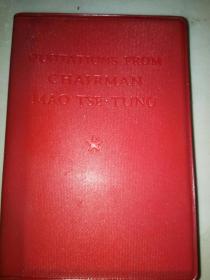 QUOTATIONS FROM
CHAIRMAN
MAO TSE-TUNG